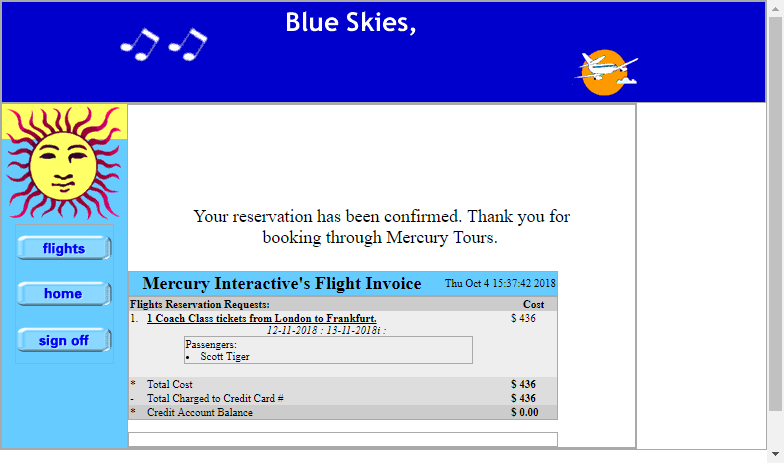 Blue Skies,
flights
home
sign off
Your reservation has been confirmed. Thank you for
booking through Mercury Tours.
Mercury Interactive's Flight Invoice Thu Oct 4 15:37:42 2018
Flights Reservation Requests: Cost
1. 1 Coach Class tickets from London to Frankfurt. $ 436
12-11-2018 : 13-11-2018i :
Passengers:
• Scott Tiger
* Total Cost $ 436
- Total Charged to Credit Card # $ 436
* Credit Account Balance $ 0.00